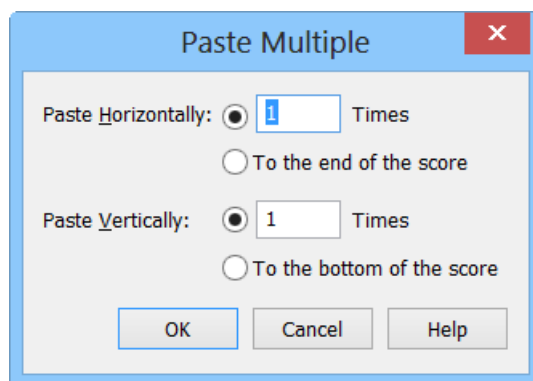 Paste Multiple
Paste Horizontally: 1 Times
To the end of the score
Paste Vertically: 1 Times
To the bottom of the score
OK Cancel Help